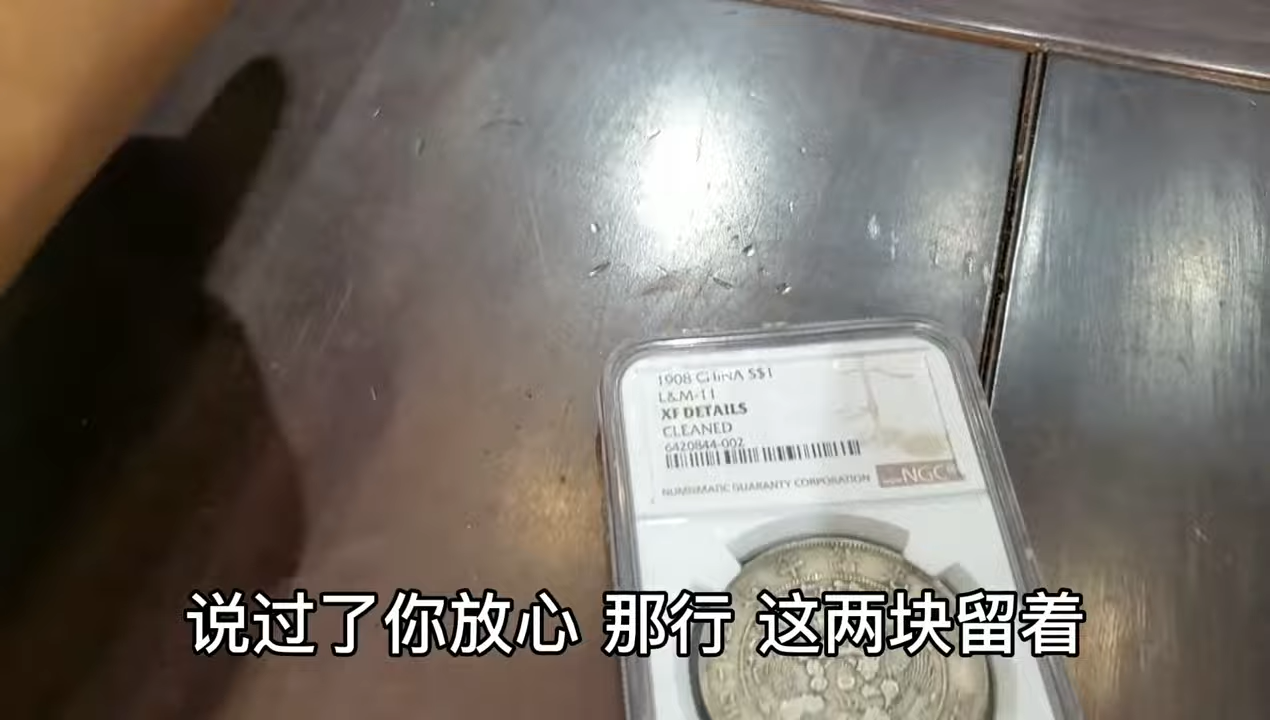 1908 CHINA S$1
L&M-11
XF DETAILS
CLEANED
6420844-002
NUMISMATIC GUARANTY CORPORATION
NGC
说过了你放心 那行 这两块留着